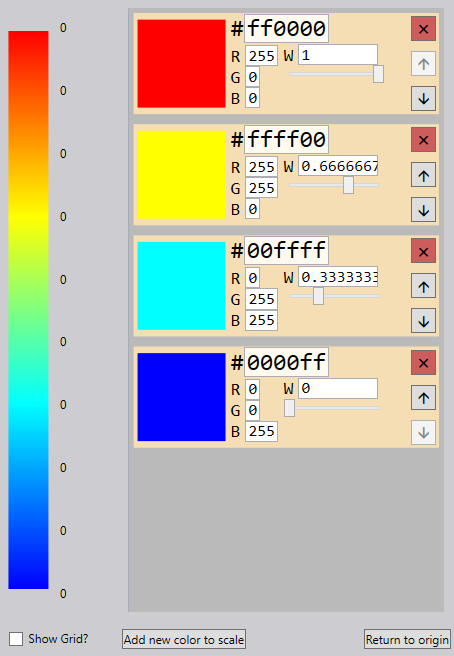 0
0
0
0
0
0
0
0
0
0
#ff0000
R 255 W 1
G 0
B 0
#ffff00
R 255 W 0.6666667
G 255
B 0
#00ffff
R 0 W 0.3333333
G 255
B 255
#0000ff
R 0 W 0
G 0
B 255
Show Grid? Add new color to scale Return to origin